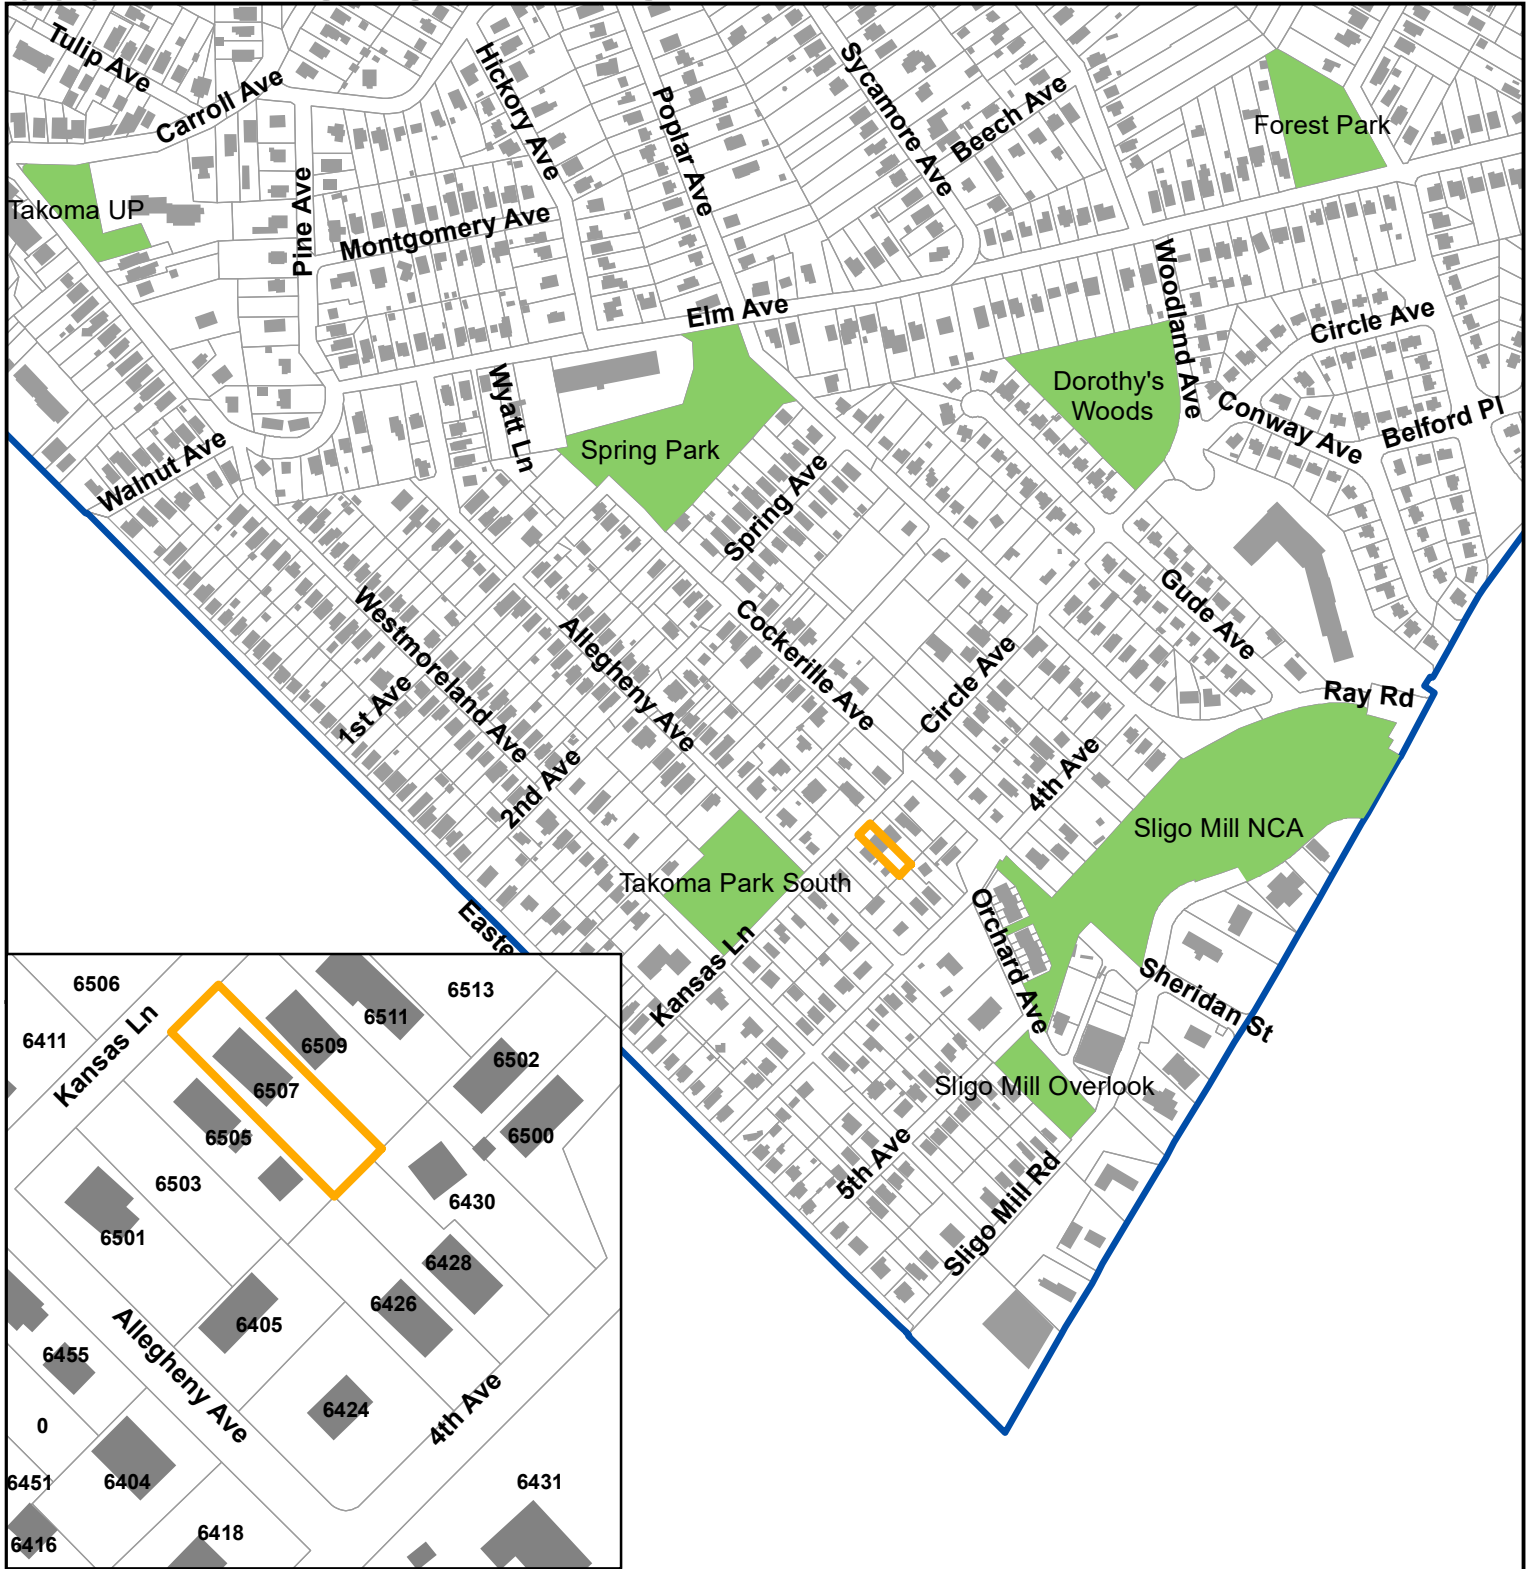 Tulip Ave
Carroll Ave
Hickory Ave
Poplar Ave
Sycamore Ave
Beech Ave
Forest Park
Takoma UP
Pine Ave
Montgomery Ave
Elm Ave
Woodland Ave
Circle Ave
Wyatt Ln
Dorothy's
Woods
Conway Ave
Belford Pl
Walnut Ave
Spring Park
Spring Ave
Westmoreland Ave
Allegheny Ave
Cockerille Ave
Gude Ave
1st Ave
2nd Ave
Circle Ave
4th Ave
Ray Rd
Sligo Mill NCA
Takoma Park South
Easte
Kansas Ln
Orchard Ave
Sheridan St
Sligo Mill Overlook
5th Ave
Sligo Mill Rd
6506
6513
6511
6411
Kansas Ln
6509
6502
6507
6505
6500
6503
6430
6501
6428
6426
6405
Allegheny Ave
6455
6424
4th Ave
0
6451
6404
6431
6418
6416